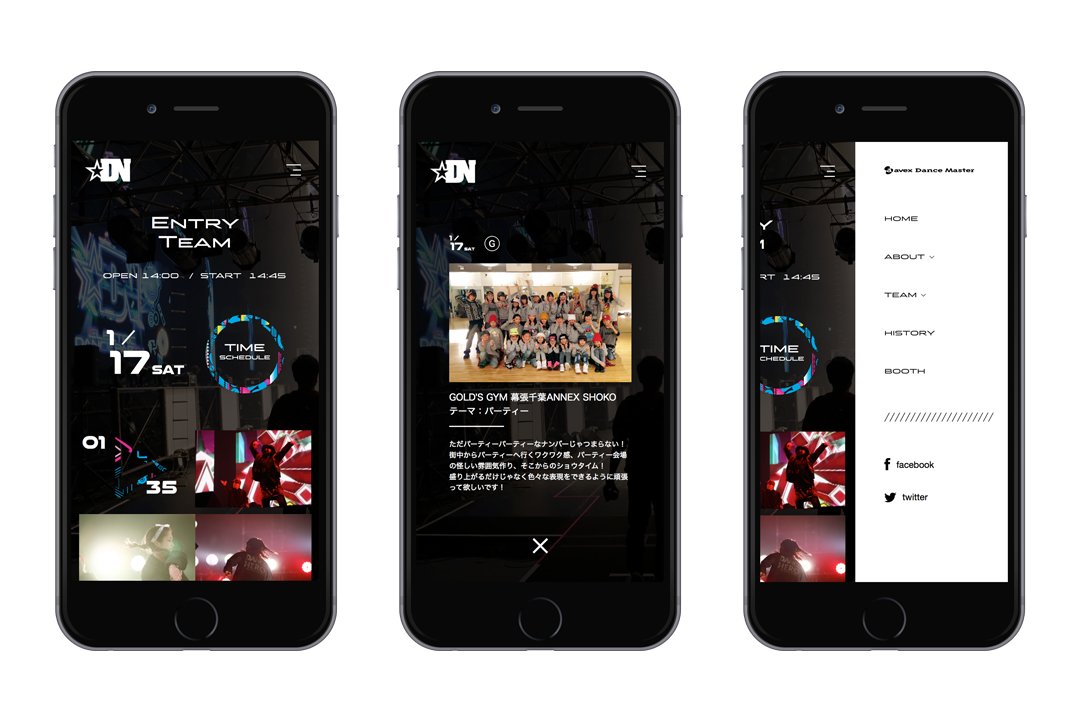 DN
ENTRY
TEAM
OPEN 14:00 / START 14:45
1/
17 SAT
TIME
SCHEDULE
01
35
DN
1/
17 SAT
G
GOLD'S GYM 幕張千葉ANNEX SHOKO
テーマ：パーティー
ただパーティーパーティーなナンバーじゃつまらない！
街中からパーティーへ行くワクワク感、パーティー会場
の怪しい雰囲気作り、そこからのショウタイム！
盛り上がるだけじゃなく色々な表現をできるように頑張
って欲しいです！
Y
M
RT 14:45
TIME
CHEDULE
avex Dance Master
HOME
ABOUT
TEAM
HISTORY
BOOTH
facebook
twitter